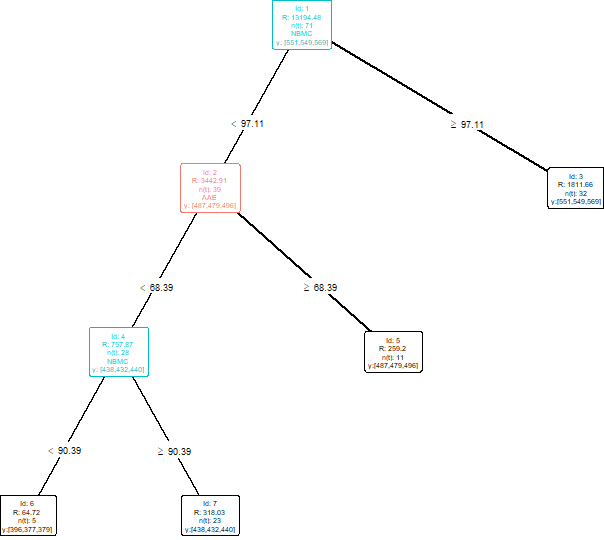 Id: 1
R: 13194.48
n(t): 71
NBMC
y: [551,549,569]
< 97.11
≥ 97.11
Id: 2
R: 3442.91
n(t): 39
AAE
y: [487,479,496]
Id: 3
R: 1811.66
n(t): 32
y:[551,549,569]
< 68.39
≥ 68.39
Id: 4
R: 757.87
n(t): 28
NBMC
y: [438,432,440]
Id: 5
R: 259.2
n(t): 11
y:[487,479,496]
< 90.39
≥ 90.39
Id: 6
R: 64.72
n(t): 5
y:[396,377,379]
Id: 7
R: 318.03
n(t): 23
y:[438,432,440]